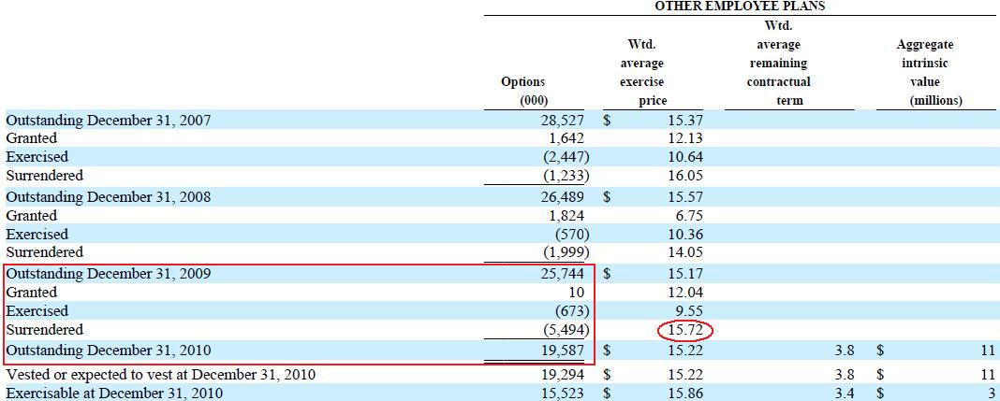 OTHER EMPLOYEE PLANS
Wtd.
Wtd. average Aggregate
average remaining intrinsic
Options exercise contractual value
(000) price term (millions)
Outstanding December 31, 2007 28,527 $ 15.37
Granted 1,642 12.13
Exercised (2,447) 10.64
Surrendered (1,233) 16.05
Outstanding December 31, 2008 26,489 $ 15.57
Granted 1,824 6.75
Exercised (570) 10.36
Surrendered (1,999) 14.05
Outstanding December 31, 2009 25,744 $ 15.17
Granted 10 12.04
Exercised (673) 9.55
Surrendered (5,494) 15.72
Outstanding December 31, 2010 19,587 $ 15.22 3.8 $ 11
Vested or expected to vest at December 31, 2010 19,294 $ 15.22 3.8 $ 11
Exercisable at December 31, 2010 15,523 $ 15.86 3.4 $ 3